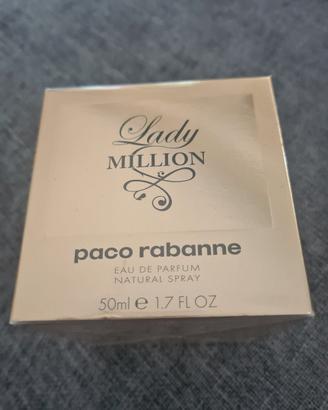 Lady
MILLION
paco rabanne
EAU DE PARFUM
NATURAL SPRAY
50ml ℮ 1.7 FL OZ